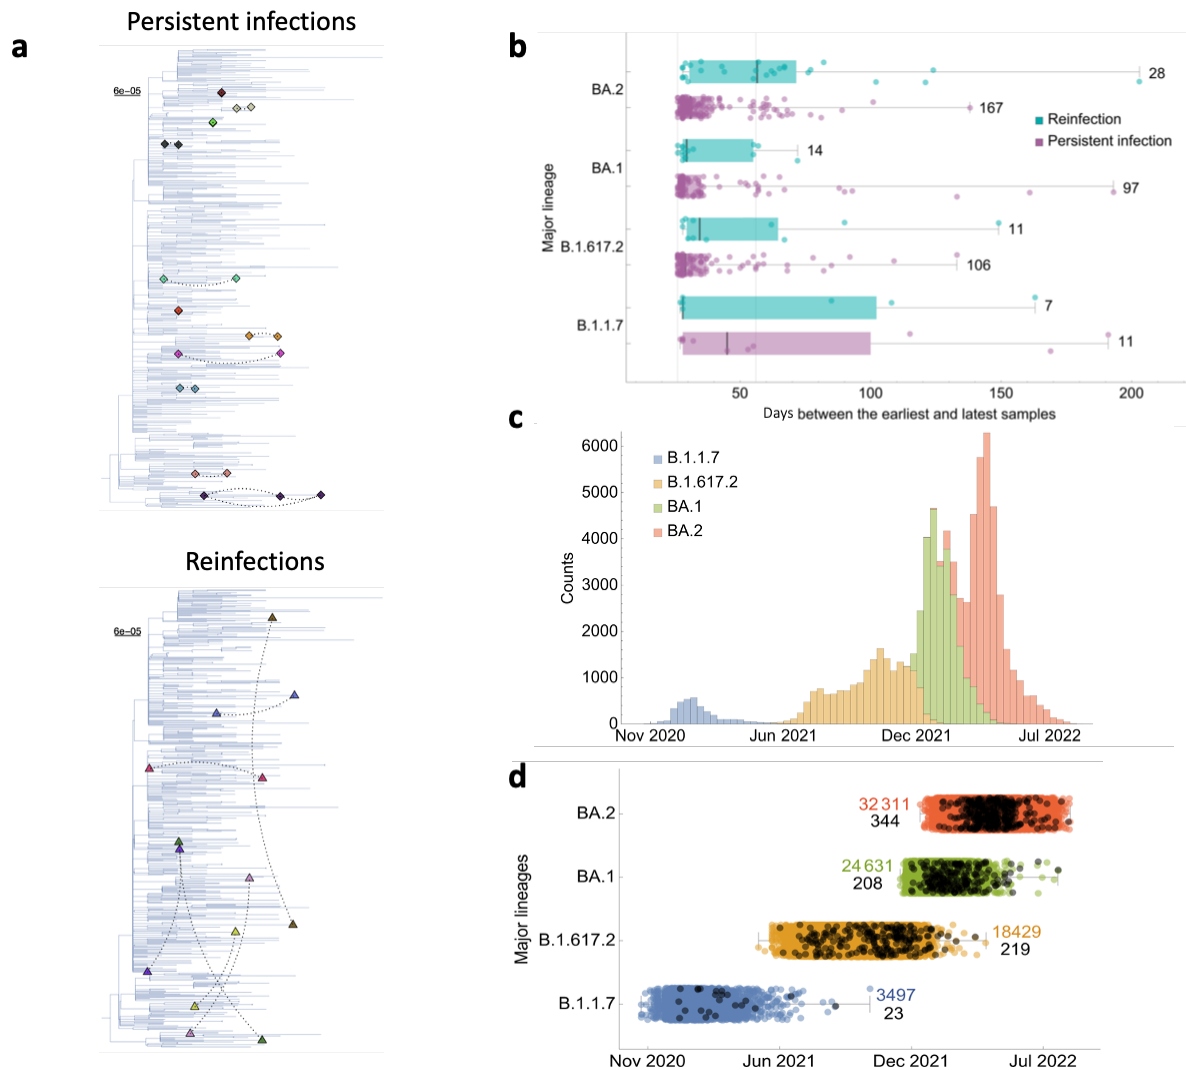 a
Persistent infections
6e−05
Reinfections
6e−05
b
Major lineage
BA.2
28
167
BA.1
14
97
B.1.617.2
11
106
B.1.1.7
7
11
Reinfection
Persistent infection
50 100 150 200
Days between the earliest and latest samples
c
Counts
6000
5000
4000
3000
2000
1000
0
B.1.1.7
B.1.617.2
BA.1
BA.2
Nov 2020 Jun 2021 Dec 2021 Jul 2022
d
Major lineages
BA.2
32 311
344
BA.1
24 631
208
B.1.617.2
18429
219
B.1.1.7
3497
23
Nov 2020 Jun 2021 Dec 2021 Jul 2022